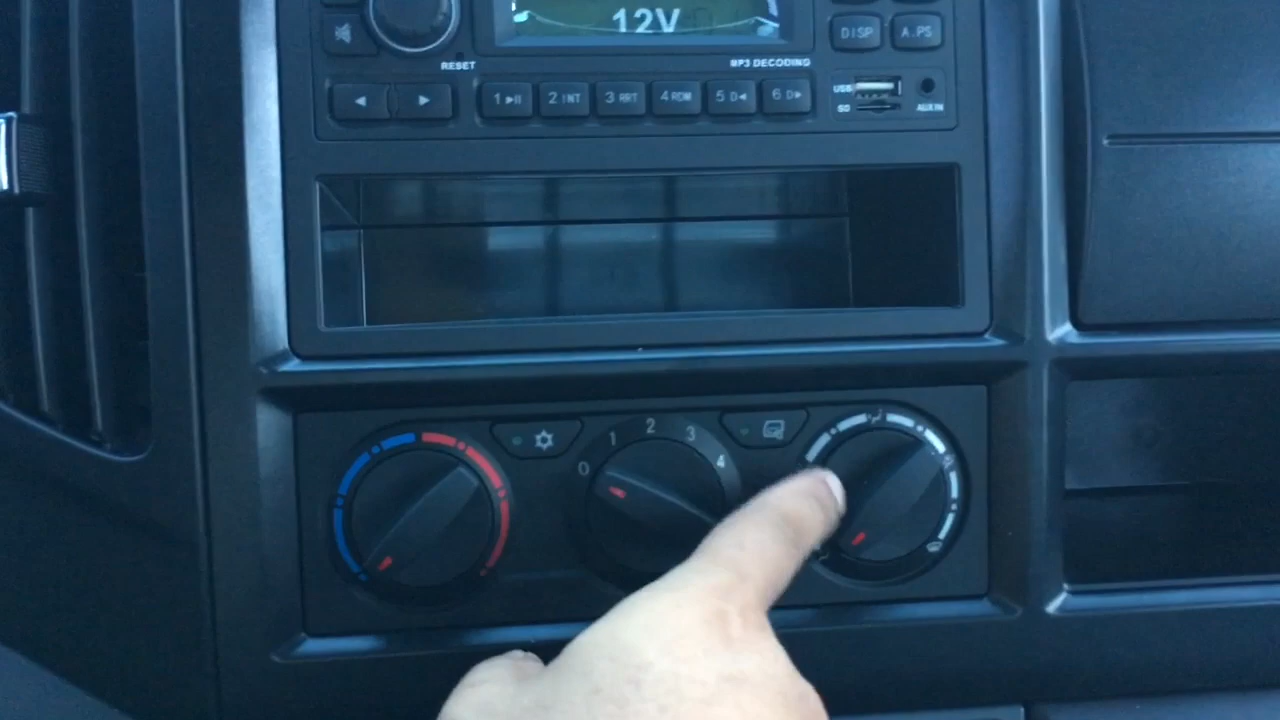 12V
DISP A.PS
RESET
MP3 DECODING
1 2 INT 3 RPT 4 RDM 5 D 6 D
USB
SD AUX IN
0 1 2 3 4